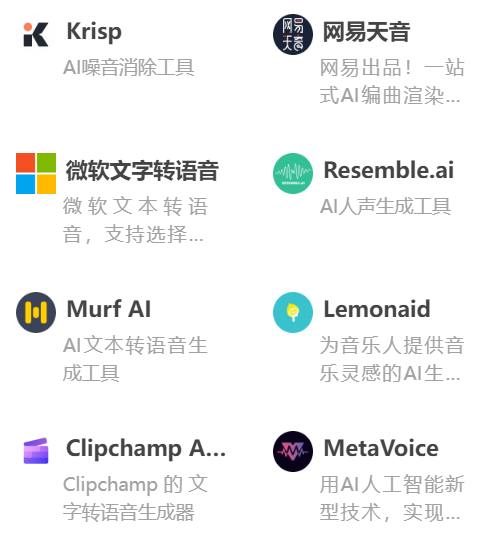 Krisp
AI噪音消除工具
网易天音
网易出品！一站
式AI编曲渲染...
微软文字转语音
微软文本转语
音，支持选择...
Resemble.ai
AI人声生成工具
Murf AI
AI文本转语音生
成工具
Lemonaid
为音乐人提供音
乐灵感的AI生...
Clipchamp A...
Clipchamp 的 文
字转语音生成器
MetaVoice
用AI人工智能新
型技术，实现...